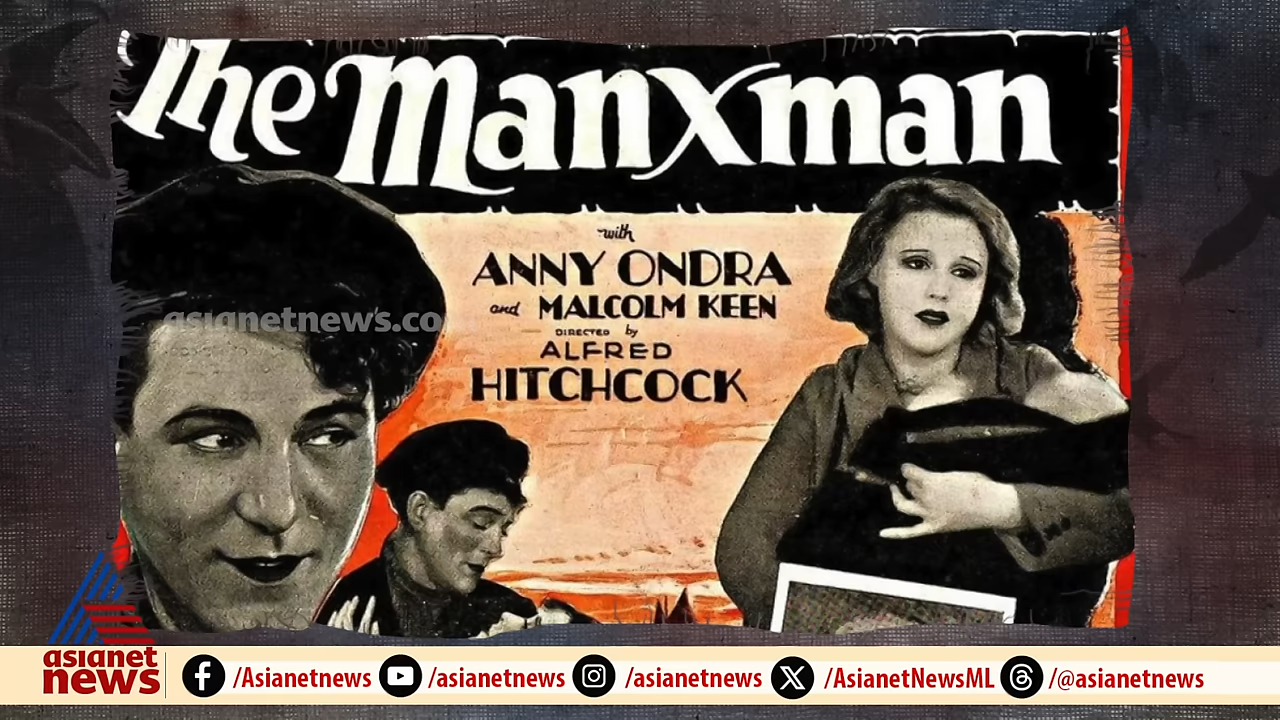 The Manxman
with
ANNY ONDRA
and MALCOLM KEEN
DIRECTED by
ALFRED
HITCHCOCK
asianetnews.co
asianet
news
/Asianetnews
/asianetnews
/asianetnews
/AsianetNewsML
/@asianetnews